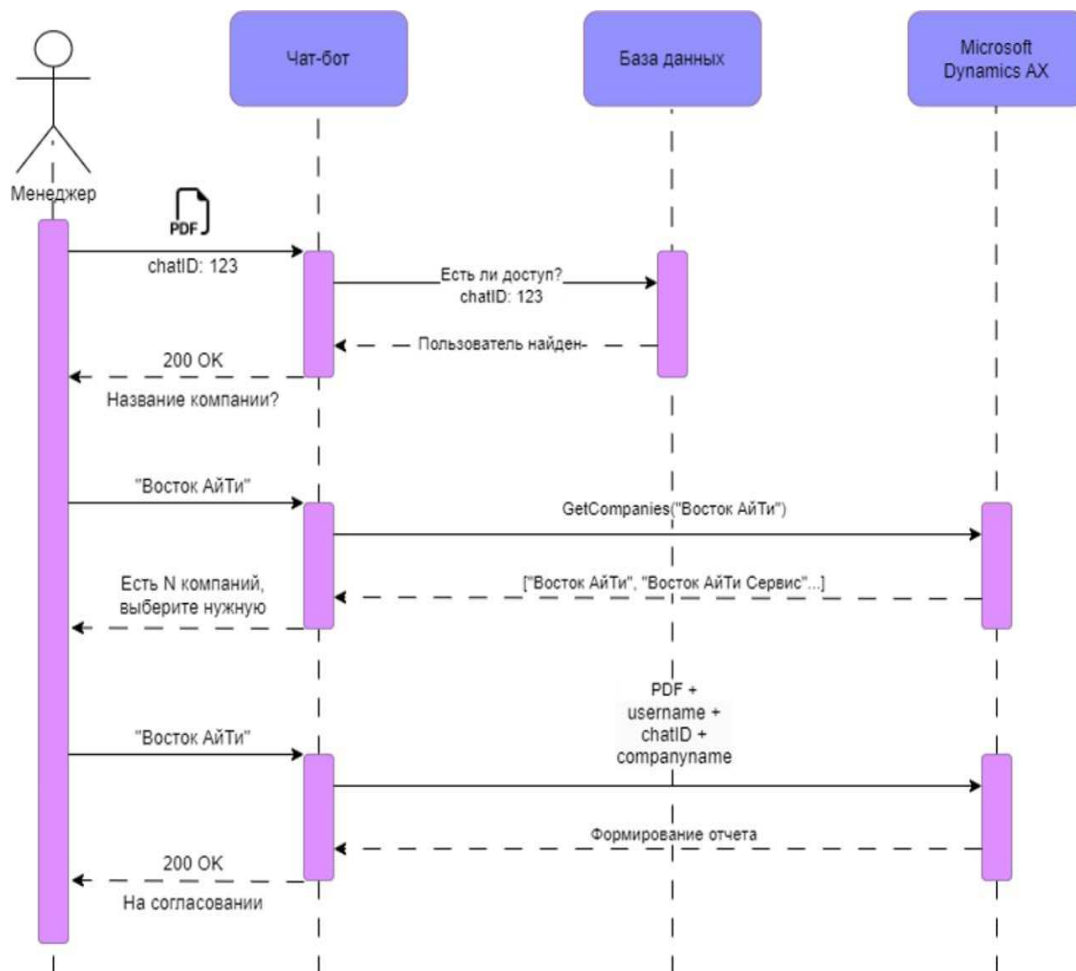 Чат-бот
База данных
Microsoft
Dynamics AX
Менеджер
PDF
chatID: 123
Есть ли доступ?
chatID: 123
Пользователь найден
200 OK
Название компании?
"Восток АйТи"
GetCompanies("Восток АйТи")
["Восток АйТи", "Восток АйТи Сервис"...]
Есть N компаний,
выберите нужную
PDF +
username +
chatID +
companyname
"Восток АйТи"
Формирование отчета
200 OK
На согласовании